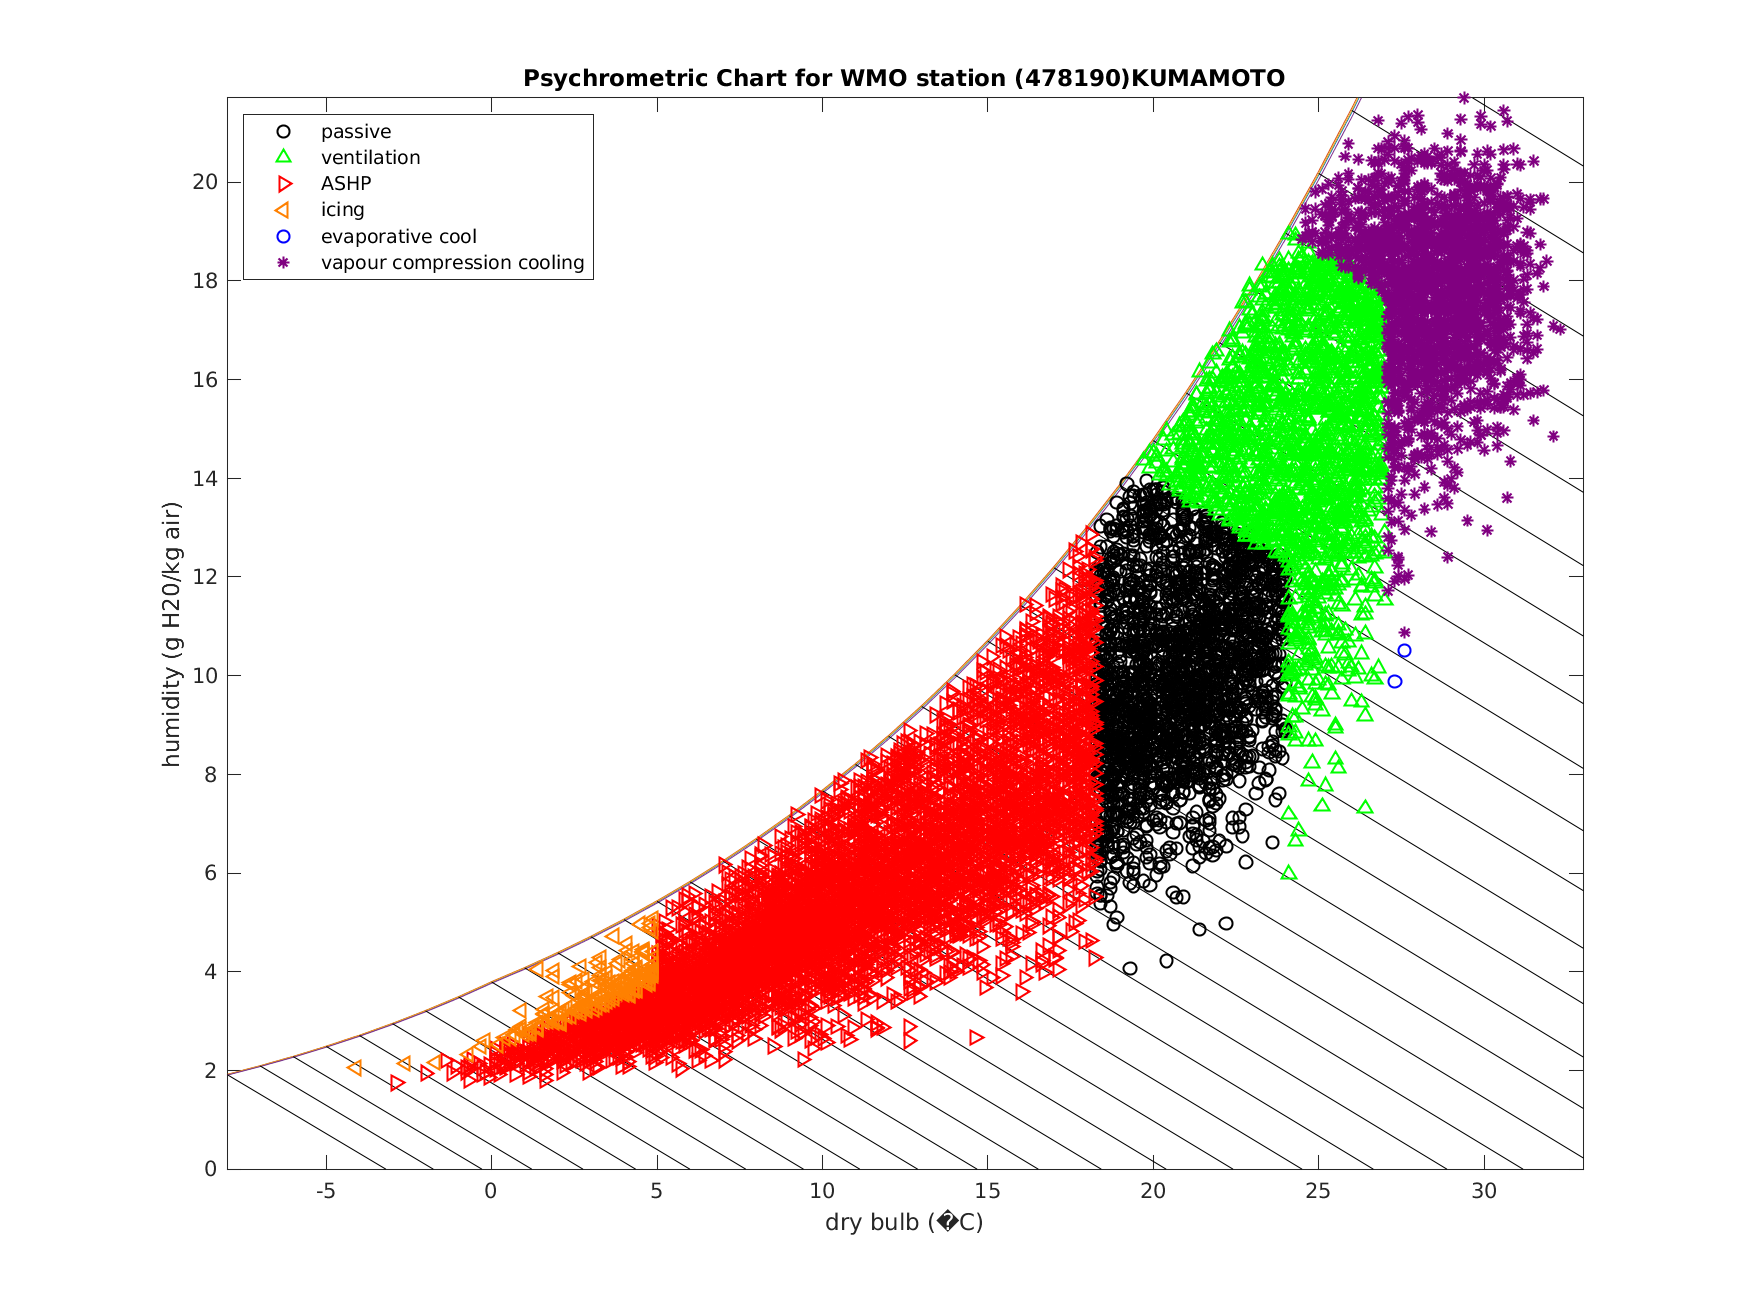 Psychrometric Chart for WMO station (478190)KUMAMOTO
passive
ventilation
ASHP
icing
evaporative cool
vapour compression cooling
20
18
16
14
12
10
8
6
4
2
0
humidity (g H20/kg air)
-5 0 5 10 15 20 25 30
dry bulb (�C)